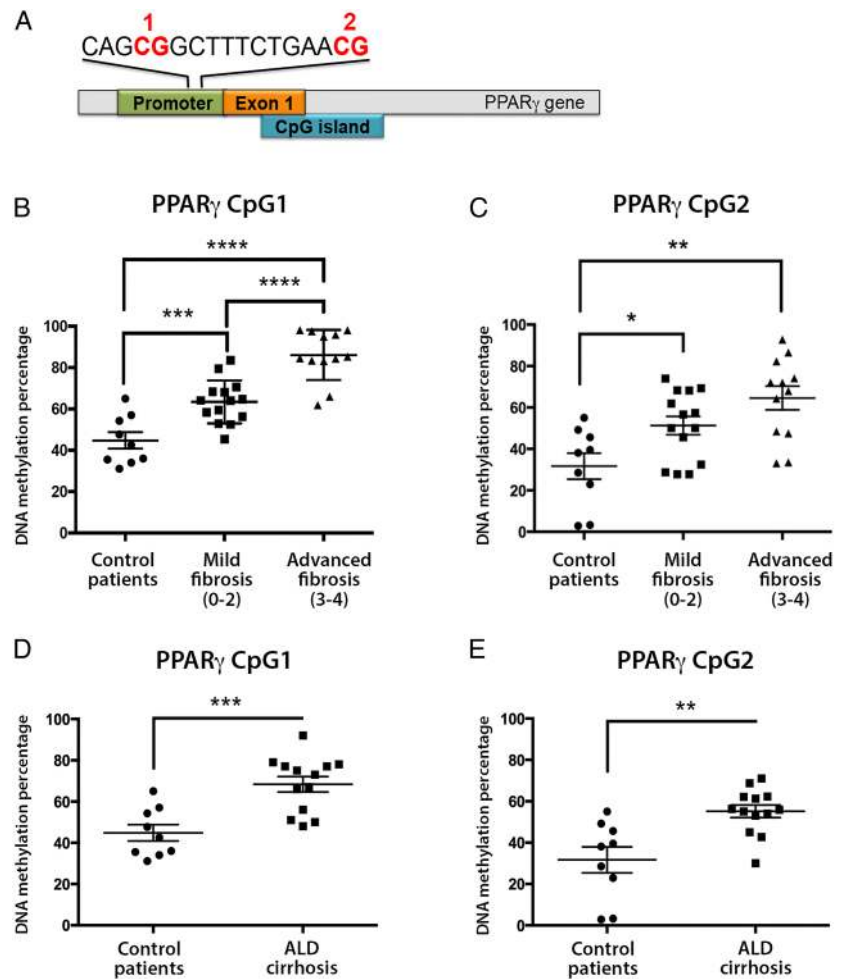 A
1 2
CAGCGGCTTTCTGAACG
Promoter Exon 1 PPARγ gene
CpG island
B
PPARγ CpG1
****
***
****
DNA methylation percentage
100
80
60
40
20
0
Control patients
Mild fibrosis (0-2)
Advanced fibrosis (3-4)
C
PPARγ CpG2
**
*
DNA methylation percentage
100
80
60
40
20
0
Control patients
Mild fibrosis (0-2)
Advanced fibrosis (3-4)
D
PPARγ CpG1
***
DNA methylation percentage
100
80
60
40
20
0
Control patients
ALD cirrhosis
E
PPARγ CpG2
**
DNA methylation percentage
100
80
60
40
20
0
Control patients
ALD cirrhosis